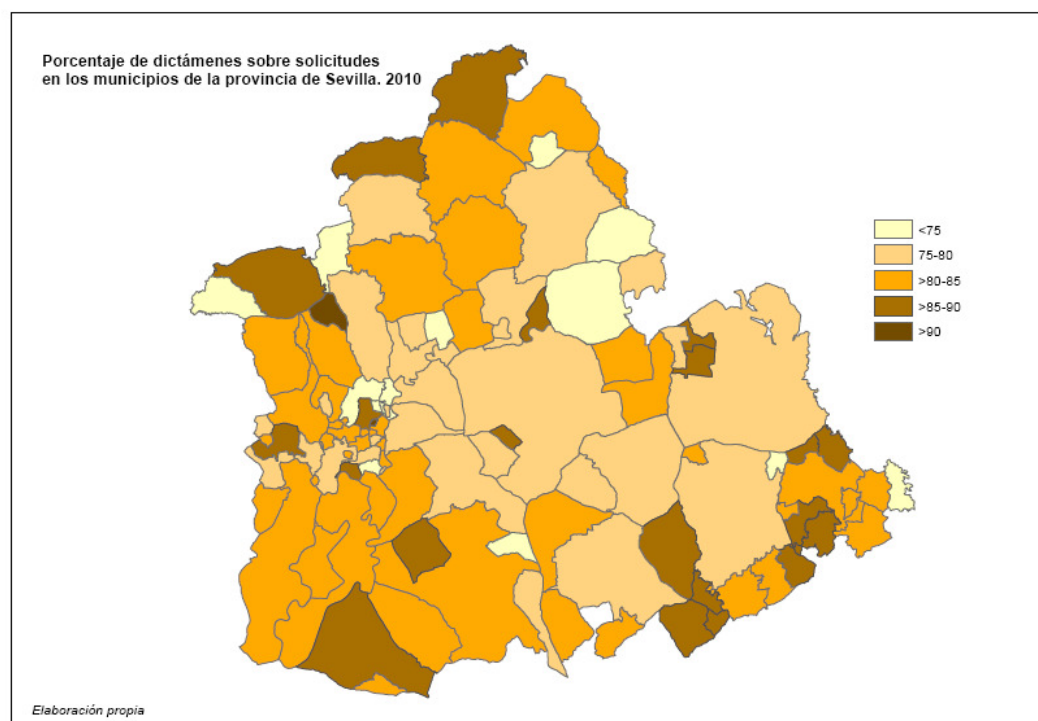 Porcentaje de dictámenes sobre solicitudes
en los municipios de la provincia de Sevilla. 2010
<75
75-80
>80-85
>85-90
>90
Elaboración propia